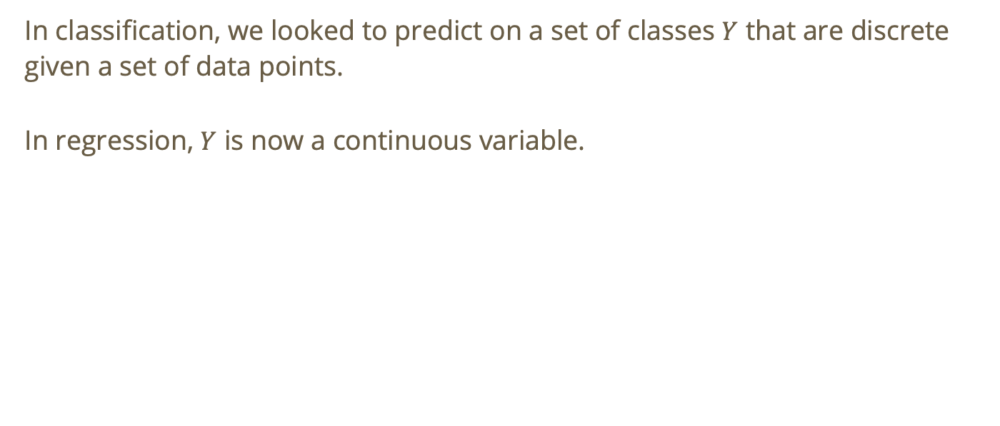 In classification, we looked to predict on a set of classes Y that are discrete
given a set of data points.
In regression, Y is now a continuous variable.